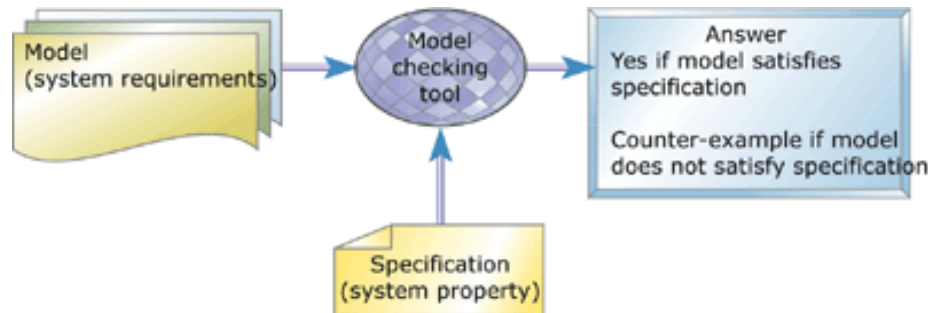 Model
(system requirements)
Model
checking
tool
Answer
Yes if model satisfies
specification
Counter-example if model
does not satisfy specification
Specification
(system property)